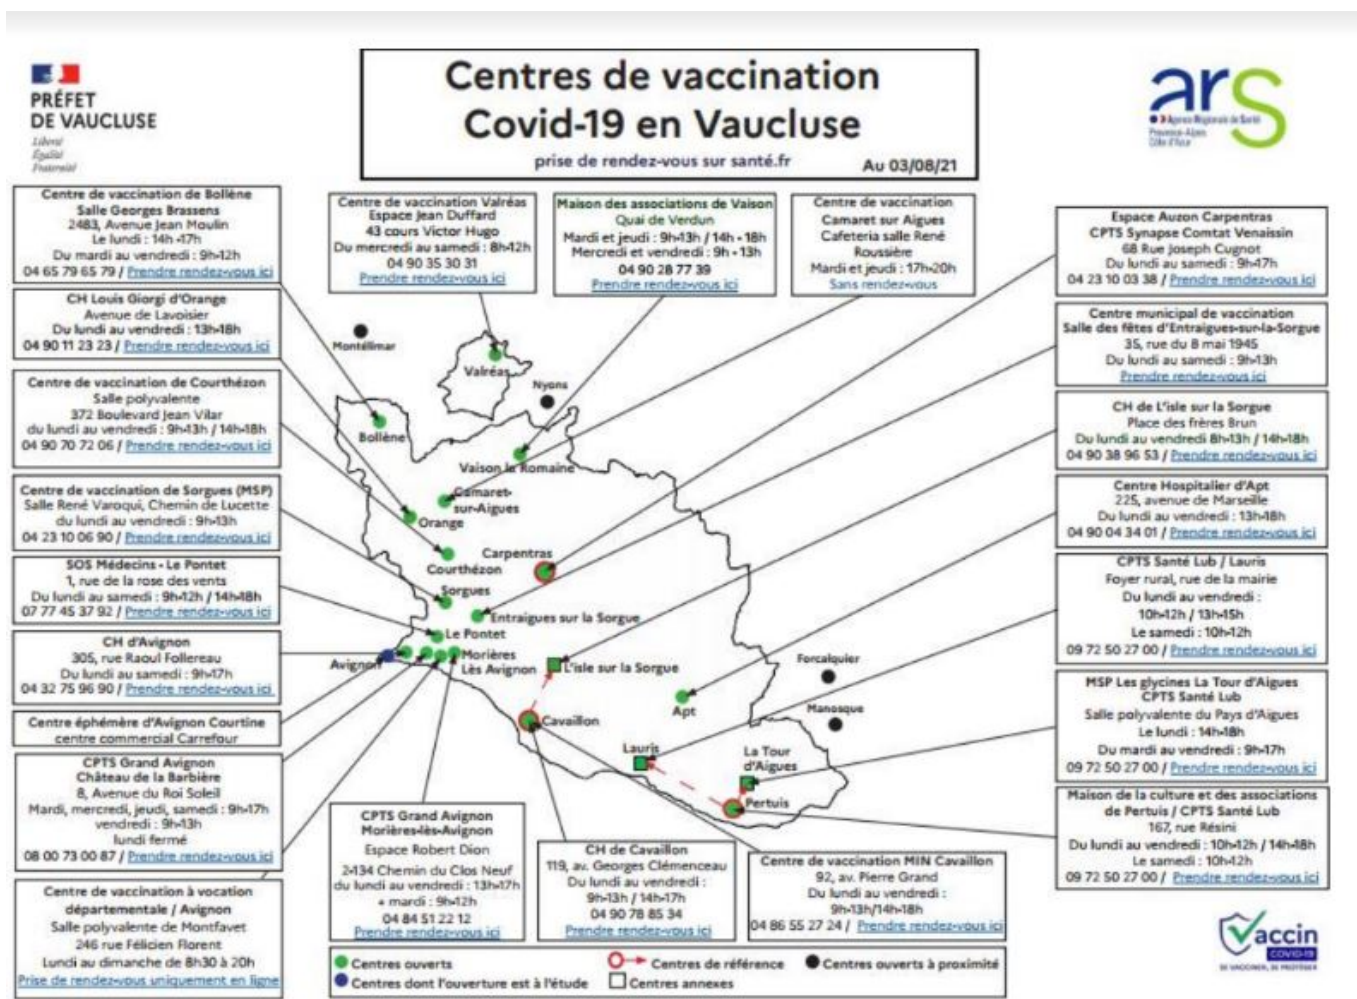 PRÉFET
DE VAUCLUSE
Liberté
Égalité
Fraternité
Centres de vaccination
Covid-19 en Vaucluse
prise de rendez-vous sur santé.fr
Au 03/08/21
ars
Agence Régionale de Santé
Provence-Alpes
Côte d'Azur
Centre de vaccination de Bollène
Salle Georges Brassens
2483, Avenue Jean Moulin
Le lundi : 14h -17h
Du mardi au vendredi : 9h-12h
04 65 79 65 79 / Prendre rendez-vous ici
CH Louis Giorgi d'Orange
Avenue de Lavoisier
Du lundi au vendredi : 13h-18h
04 90 11 23 23 / Prendre rendez-vous ici
Centre de vaccination de Courthézon
Salle polyvalente
372 Boulevard Jean Vilar
du lundi au vendredi : 9h-13h / 14h-18h
04 90 70 72 06 / Prendre rendez-vous ici
Centre de vaccination de Sorgues (MSP)
Salle René Varoqui, Chemin de Lucette
du lundi au vendredi : 9h-13h
04 23 10 06 90 / Prendre rendez-vous ici
SOS Médecins - Le Pontet
1, rue de la rose des vents
Du lundi au samedi : 9h-12h / 14h-18h
07 77 45 37 92 / Prendre rendez-vous ici
CH d'Avignon
305, rue Raoul Follereau
Du lundi au samedi : 9h-17h
04 32 75 96 90 / Prendre rendez-vous ici
Centre éphémère d'Avignon Courtine
centre commercial Carrefour
CPTS Grand Avignon
Château de la Barbière
8, Avenue du Roi Soleil
Mardi, mercredi, jeudi, samedi : 9h-17h
vendredi : 9h-13h
lundi fermé
08 00 73 00 87 / Prendre rendez-vous ici
Centre de vaccination à vocation
départementale / Avignon
Salle polyvalente de Montfavet
246 rue Félicien Florent
Lundi au dimanche de 8h30 à 20h
Prise de rendez-vous uniquement en ligne
Centre de vaccination Valréas
Espace Jean Duffard
43 cours Victor Hugo
Du mercredi au samedi : 8h-12h
04 90 35 30 31
Prendre rendez-vous ici
Maison des associations de Vaison
Quai de Verdun
Mardi et jeudi : 9h-13h / 14h - 18h
Mercredi et vendredi : 9h - 13h
04 90 28 77 39
Prendre rendez-vous ici
Centre de vaccination
Camaret sur Aigues
Cafeteria salle René
Roussière
Mardi et jeudi : 17h-20h
Sans rendez-vous
Espace Auzon Carpentras
CPTS Synapse Comtat Venaissin
68 Rue Joseph Cugnot
Du lundi au samedi : 9h-17h
04 23 10 03 38 / Prendre rendez-vous ici
Centre municipal de vaccination
Salle des fêtes d'Entraigues-sur-la-Sorgue
35, rue du 8 mai 1945
Du lundi au samedi : 9h-13h
Prendre rendez-vous ici
CH de L'isle sur la Sorgue
Place des frères Brun
Du lundi au vendredi 8h-13h / 14h-18h
04 90 38 96 53 / Prendre rendez-vous ici
Centre Hospitalier d'Apt
225, avenue de Marseille
Du lundi au vendredi : 13h-18h
04 90 04 34 01 / Prendre rendez-vous ici
CPTS Santé Lub / Lauris
Foyer rural, rue de la mairie
Du lundi au vendredi :
10h-12h / 13h-15h
Le samedi : 10h-12h
09 72 50 27 00 / Prendre rendez-vous ici
MSP Les glycines La Tour d'Aigues
CPTS Santé Lub
Salle polyvalente du Pays d'Aigues
Le lundi : 14h-18h
Du mardi au vendredi : 9h-17h
09 72 50 27 00 / Prendre rendez-vous ici
Maison de la culture et des associations
de Pertuis / CPTS Santé Lub
167, rue Résini
Du lundi au vendredi : 10h-12h / 14h-18h
Le samedi : 10h-12h
09 72 50 27 00 / Prendre rendez-vous ici
Montélimar
Valréas
Nyons
Bollène
Vaison la Romaine
Camaret-
sur-Aigues
Orange
Carpentras
Courthézon
Sorgues
Entraigues sur la Sorgue
Le Pontet
Avignon
Morières
Lès Avignon
L'isle sur la Sorgue
Forcalquier
Apt
Manosque
Cavaillon
Lauris
La Tour
d'Aigues
Pertuis
CPTS Grand Avignon
Morières-lès-Avignon
Espace Robert Dion
2-134 Chemin du Clos Neuf
du lundi au vendredi : 13h-17h
+ mardi : 9h-12h
04 84 51 22 12
Prendre rendez-vous ici
CH de Cavaillon
119, av. Georges Clémenceau
Du lundi au vendredi :
9h-13h / 14h-17h
04 90 78 85 34
Prendre rendez-vous ici
Centre de vaccination MIN Cavaillon
92, av. Pierre Grand
Du lundi au vendredi :
9h-13h/14h-18h
04 86 55 27 24 / Prendre rendez-vous ici
Centres ouverts
Centres de référence
Centres ouverts à proximité
Centres dont l'ouverture est à l'étude
Centres annexes
Vaccin
COVID-19
SE VACCINER, SE PROTÉGER